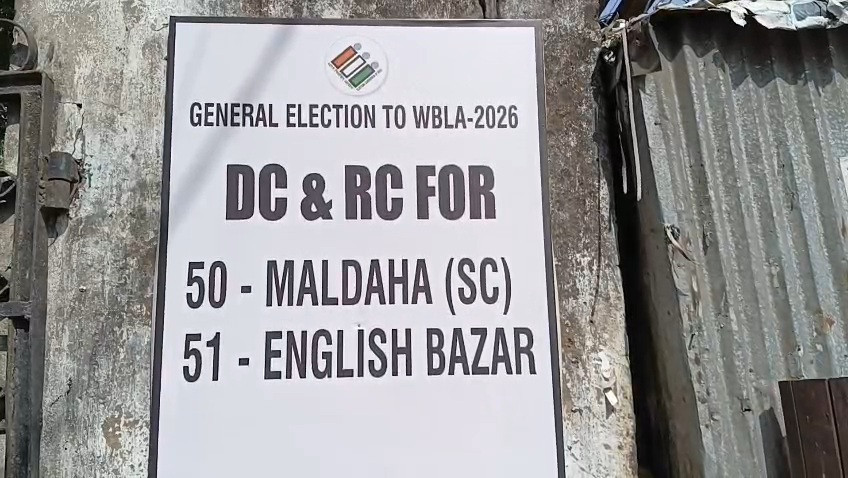 GENERAL ELECTION TO WBLA-2026
DC & RC FOR
50 - MALDAHA (SC)
51 - ENGLISH BAZAR